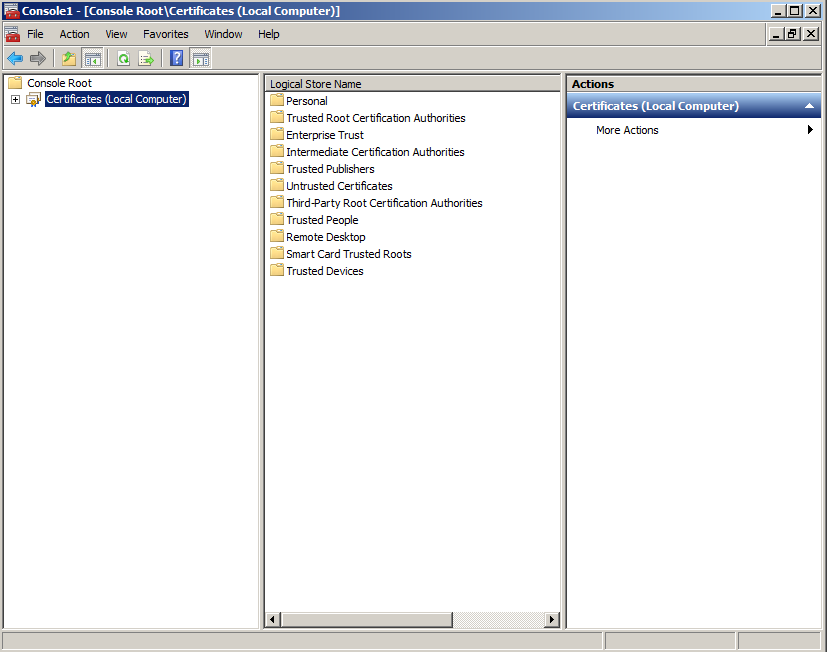 Console1 - [Console Root\Certificates (Local Computer)]
File Action View Favorites Window Help
Console Root
Certificates (Local Computer)
Logical Store Name
Personal
Trusted Root Certification Authorities
Enterprise Trust
Intermediate Certification Authorities
Trusted Publishers
Untrusted Certificates
Third-Party Root Certification Authorities
Trusted People
Remote Desktop
Smart Card Trusted Roots
Trusted Devices
Actions
Certificates (Local Computer)
More Actions